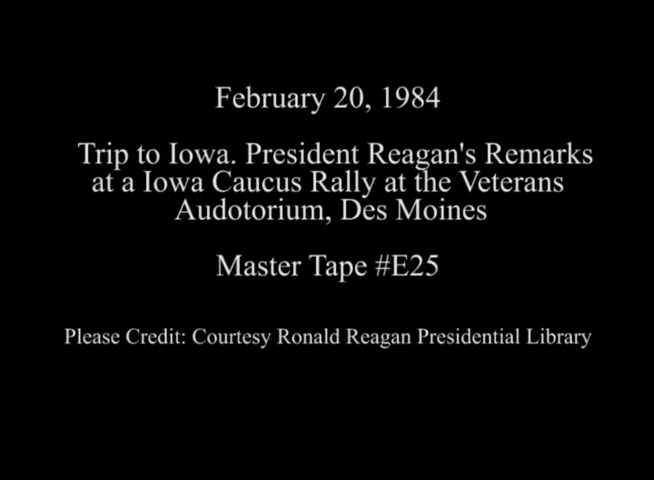 February 20, 1984
Trip to Iowa. President Reagan's Remarks
at a Iowa Caucus Rally at the Veterans
Audotorium, Des Moines
Master Tape #E25
Please Credit: Courtesy Ronald Reagan Presidential Library